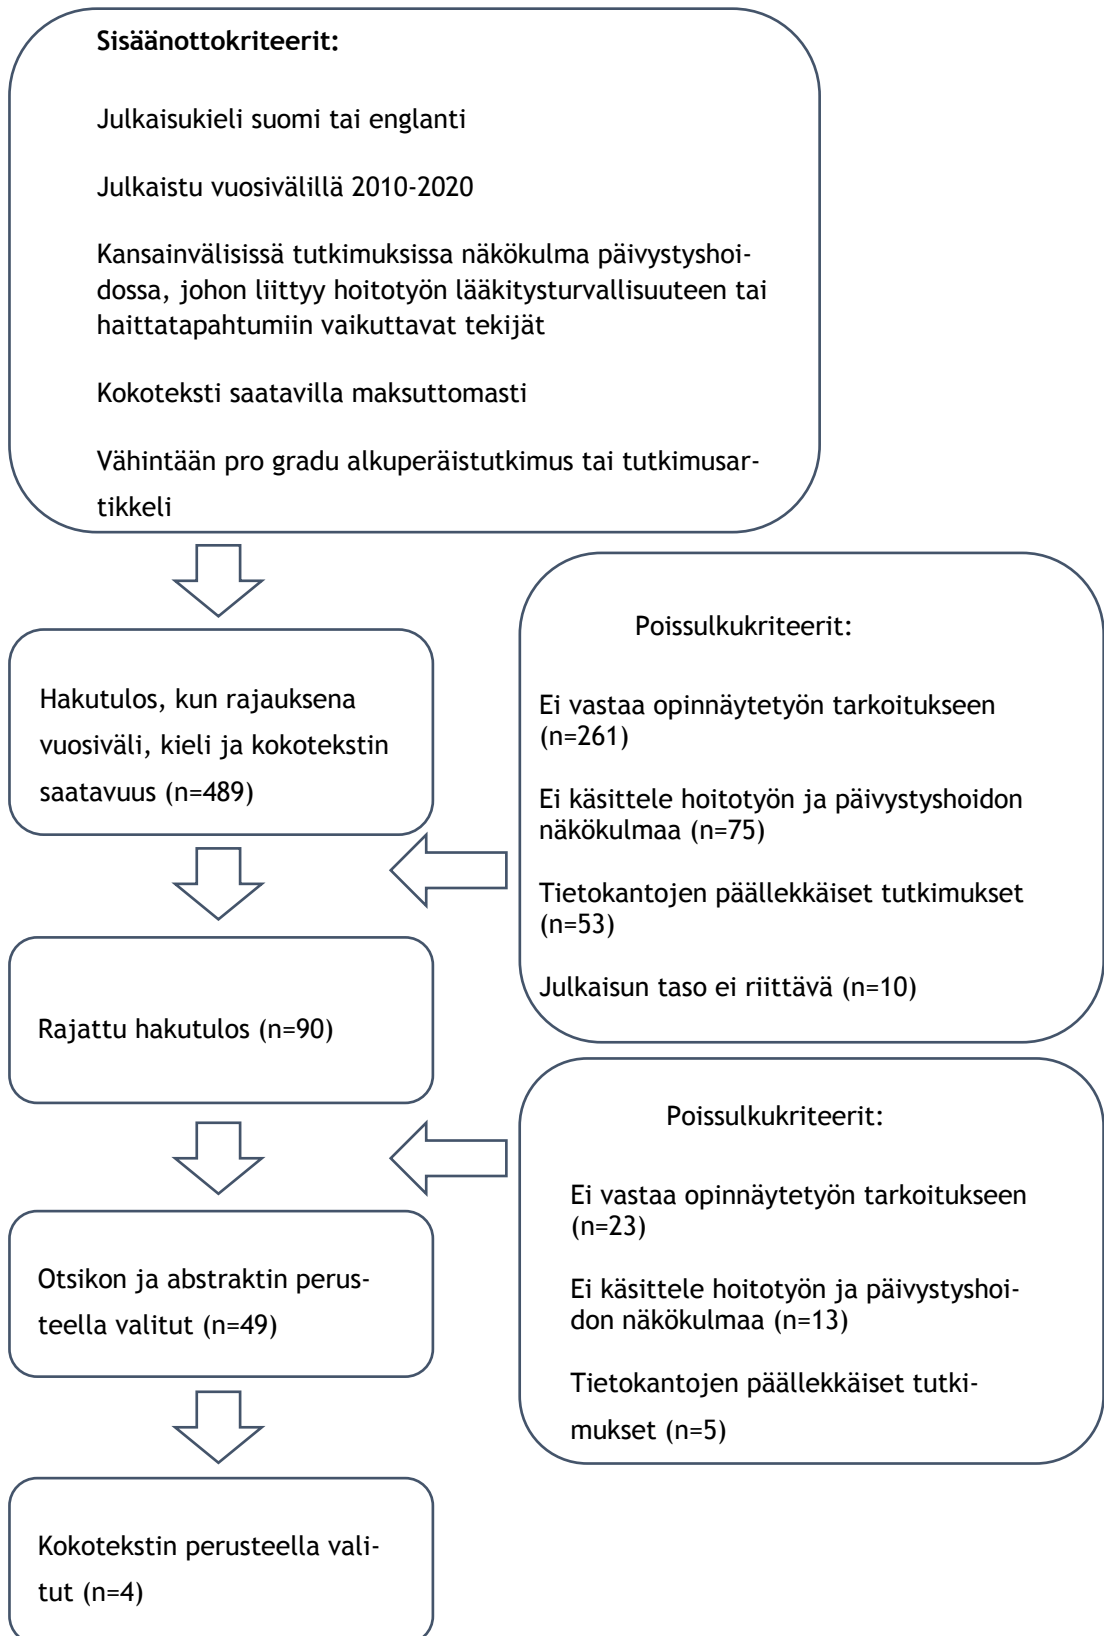 Sisäänottokriteerit:
Julkaisukieli suomi tai englanti
Julkaistu vuosivälillä 2010-2020
Kansainvälisissä tutkimuksissa näkökulma päivystyshoi-
dossa, johon liittyy hoitotyön lääkitysturvallisuuteen tai
haittatapahtumiin vaikuttavat tekijät
Kokoteksti saatavilla maksuttomasti
Vähintään pro gradu alkuperäistutkimus tai tutkimusar-
tikkeli
Hakutulos, kun rajauksena
vuosiväli, kieli ja kokotekstin
saatavuus (n=489)
Poissulkukriteerit:
Ei vastaa opinnäytetyön tarkoitukseen
(n=261)
Ei käsittele hoitotyön ja päivystyshoidon
näkökulmaa (n=75)
Tietokantojen päällekkäiset tutkimukset
(n=53)
Julkaisun taso ei riittävä (n=10)
Rajattu hakutulos (n=90)
Poissulkukriteerit:
Ei vastaa opinnäytetyön tarkoitukseen
(n=23)
Ei käsittele hoitotyön ja päivystyshoi-
don näkökulmaa (n=13)
Tietokantojen päällekkäiset tutki-
mukset (n=5)
Otsikon ja abstraktin perus-
teella valitut (n=49)
Kokotekstin perusteella vali-
tut (n=4)